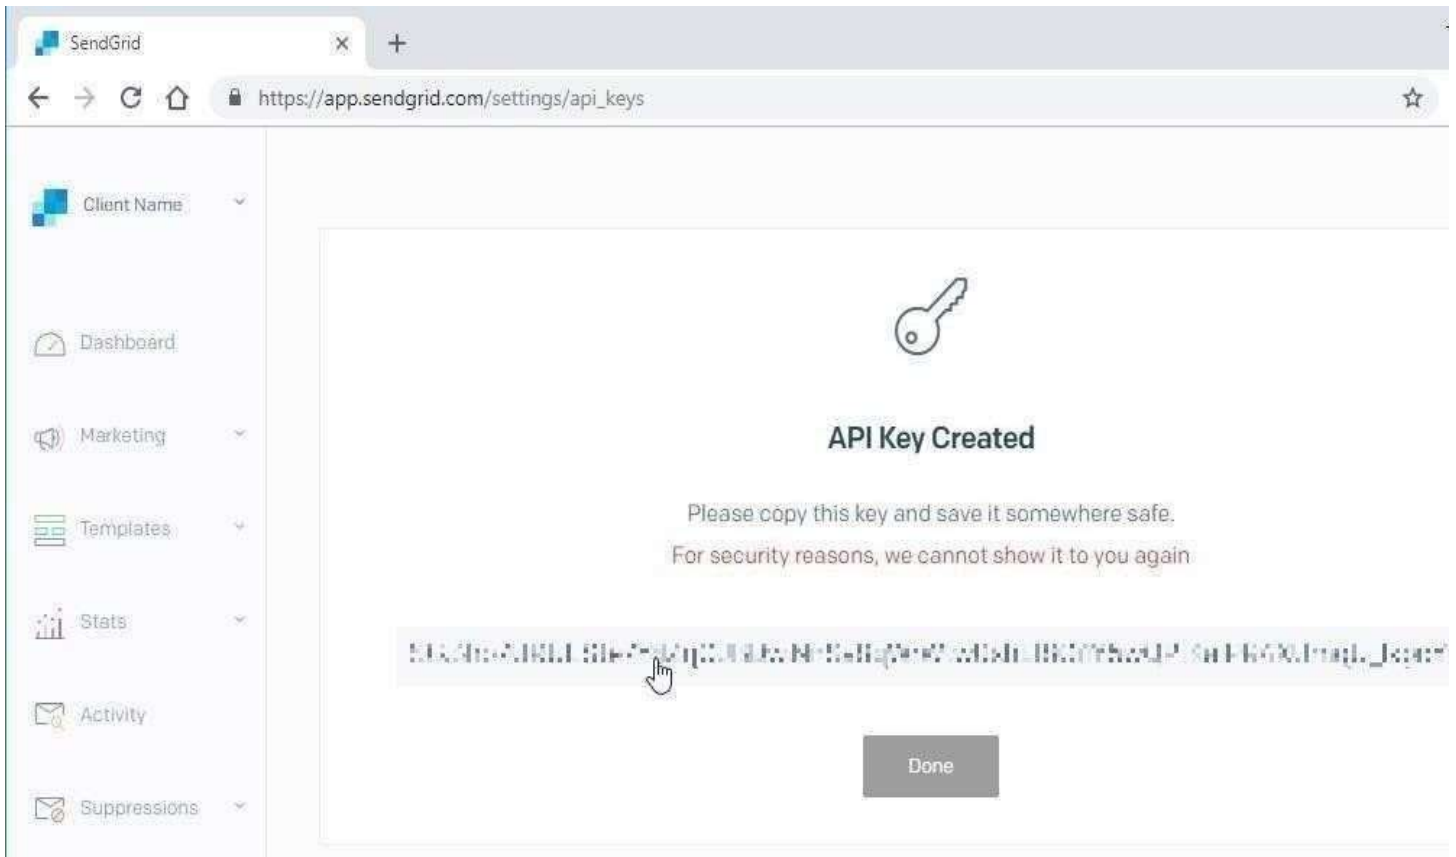 SendGrid
https://app.sendgrid.com/settings/api_keys
Client Name
Dashboard
Marketing
Templates
Stats
Activity
Suppressions
API Key Created
Please copy this key and save it somewhere safe.
For security reasons, we cannot show it to you again
Done